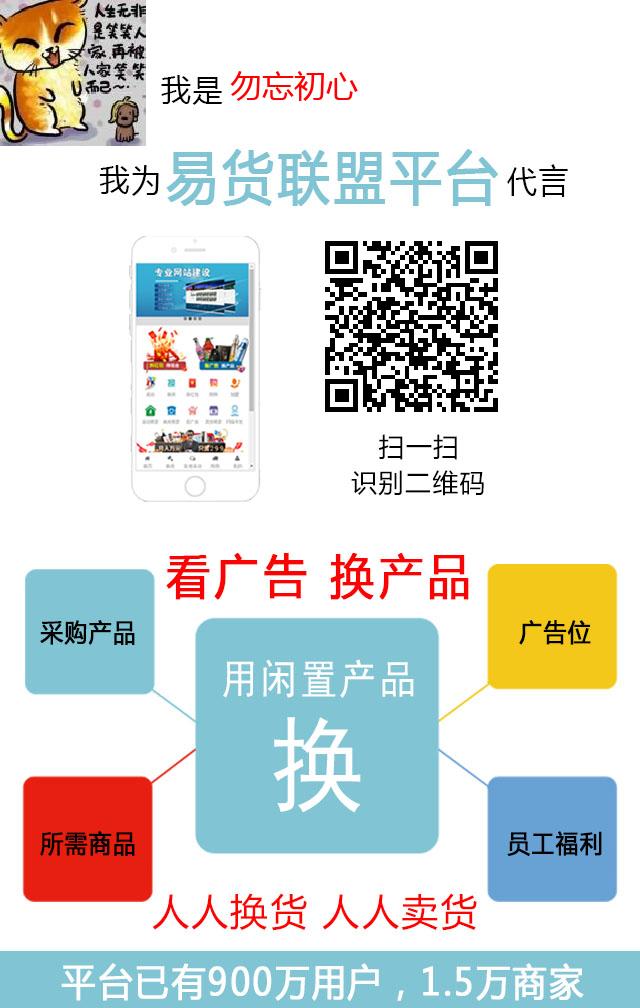 人生无非
是笑笑人
家,再被
人家笑笑
而已~
我是 勿忘初心
我为 易货联盟平台 代言
专业网站建设
扫一扫
识别二维码
看广告 换产品
采购产品
广告位
用闲置产品
换
所需商品
员工福利
人人换货 人人卖货
平台已有900万用户，1.5万商家